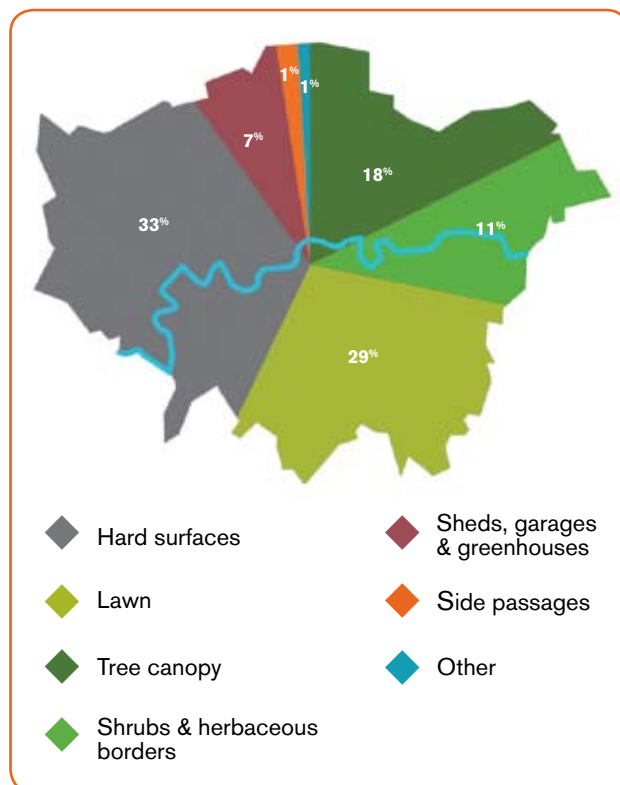 1%
1%
7%
18%
33%
11%
29%
Hard surfaces
Lawn
Tree canopy
Shrubs & herbaceous
borders
Sheds, garages
& greenhouses
Side passages
Other